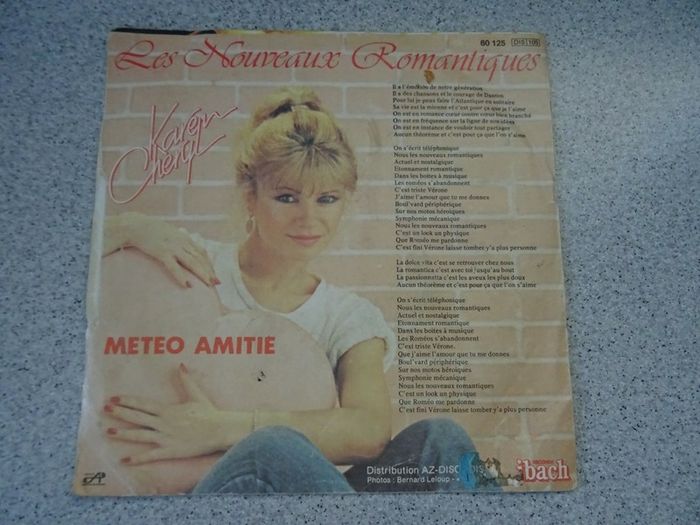 60 125 DIS 105
Les Nouveaux Romantiques
Karen
Cheryl
Il a l'émotion de notre génération
Il a des chansons et le courage de Danton
Pour lui je peux faire l'Atlantique en solitaire
Sa vie est la mienne et c'est pour ça que je l'aime
On est en romance cœur contre cœur bien branché
On est en fréquence sur la ligne de nos idées
On est en instance de vouloir tout partager
Aucun théorème et c'est pour ça que l'on s'aime
On s'écrit téléphonique
Nous les nouveaux romantiques
Actuel et nostalgique
Etonnament romantique
Dans les boites à musique
Les roméos s'abandonnent
C'est triste Vérone
J'aime l'amour que tu me donnes
Boul'vard périphérique
Sur nos motos héroïques
Symphonie mécanique
Nous les nouveaux romantiques
C'est un look un physique
Que Roméo me pardonne
C'est fini Vérone laisse tomber y'a plus personne
La dolce vita c'est se retrouver chez nous
La romantica c'est avec toi jusqu'au bout
La passionnatta c'est les aveux les plus doux
Aucun théorème et c'est pour ça que l'on s'aime
On s'écrit téléphonique
Nous les nouveaux romantiques
Actuel et nostalgique
Etonnament romantique
Dans les boites à musique
Les Roméos s'abandonnent
C'est triste Vérone.
Que j'aime l'amour que tu me donnes
Boul'vard périphérique
Sur nos motos héroïques
Symphonie mécanique
Nous les nouveaux romantiques
C'est un look un physique
Que Roméo me pardonne
C'est fini Vérone laisse tomber y'a plus personne
METEO AMITIÉ
Distribution AZ-DISC
Photos : Bernard Leloup -
bach